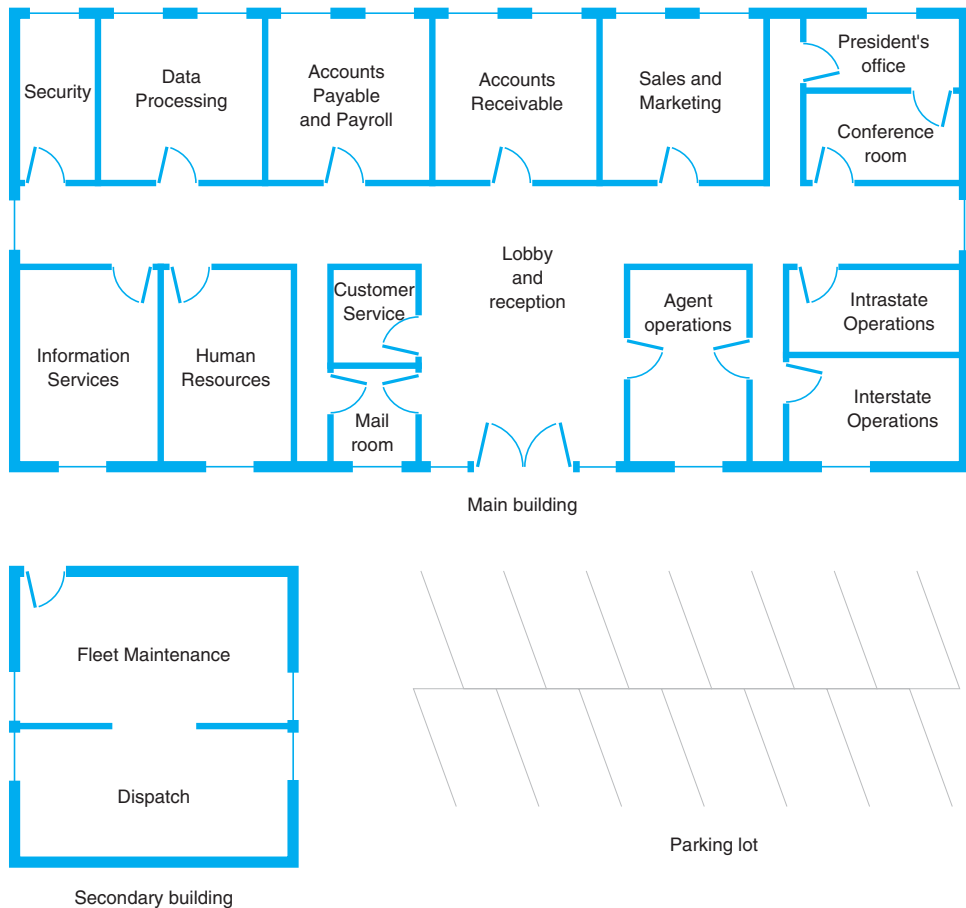 Security
Data
Processing
Accounts
Payable
and Payroll
Accounts
Receivable
Sales and
Marketing
President's
office
Conference
room
Lobby
and
reception
Information
Services
Human
Resources
Customer
Service
Mail
room
Agent
operations
Intrastate
Operations
Interstate
Operations
Main building
Fleet Maintenance
Dispatch
Secondary building
Parking lot